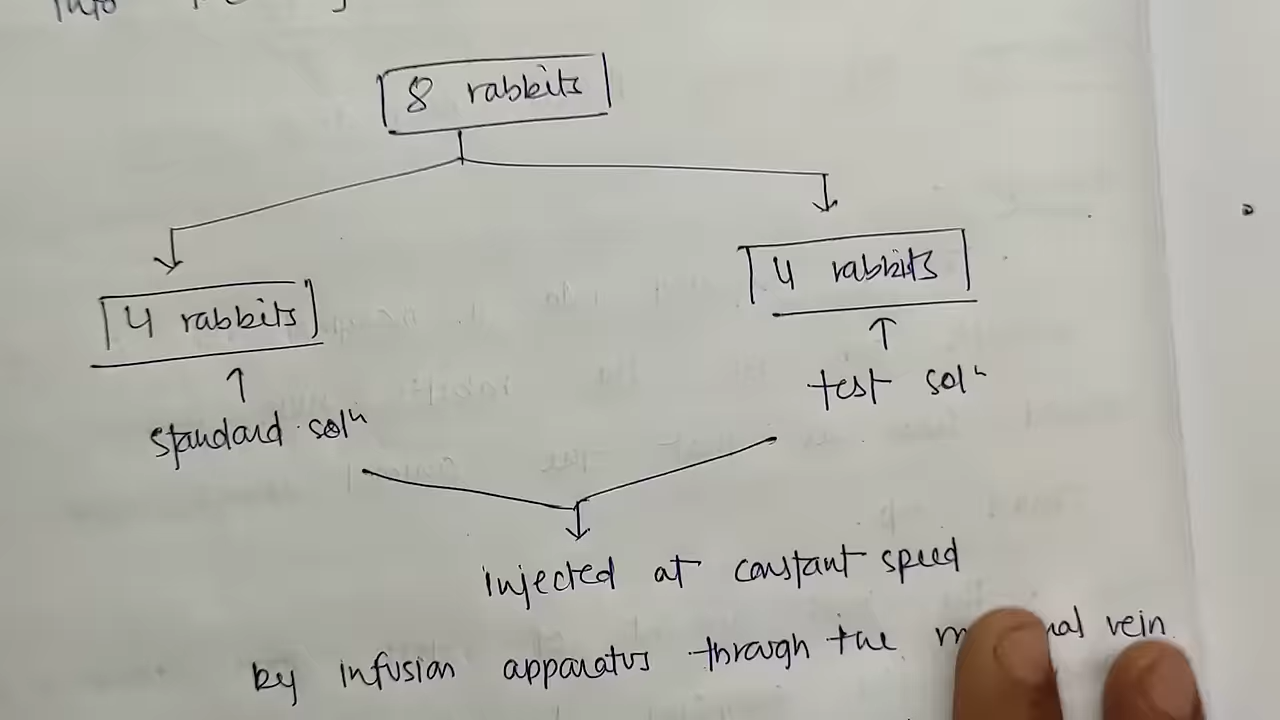 8 rabbits
4 rabbits
4 rabbits
standard solⁿ
test solⁿ
injected at constant speed
by infusion apparatus through the vein